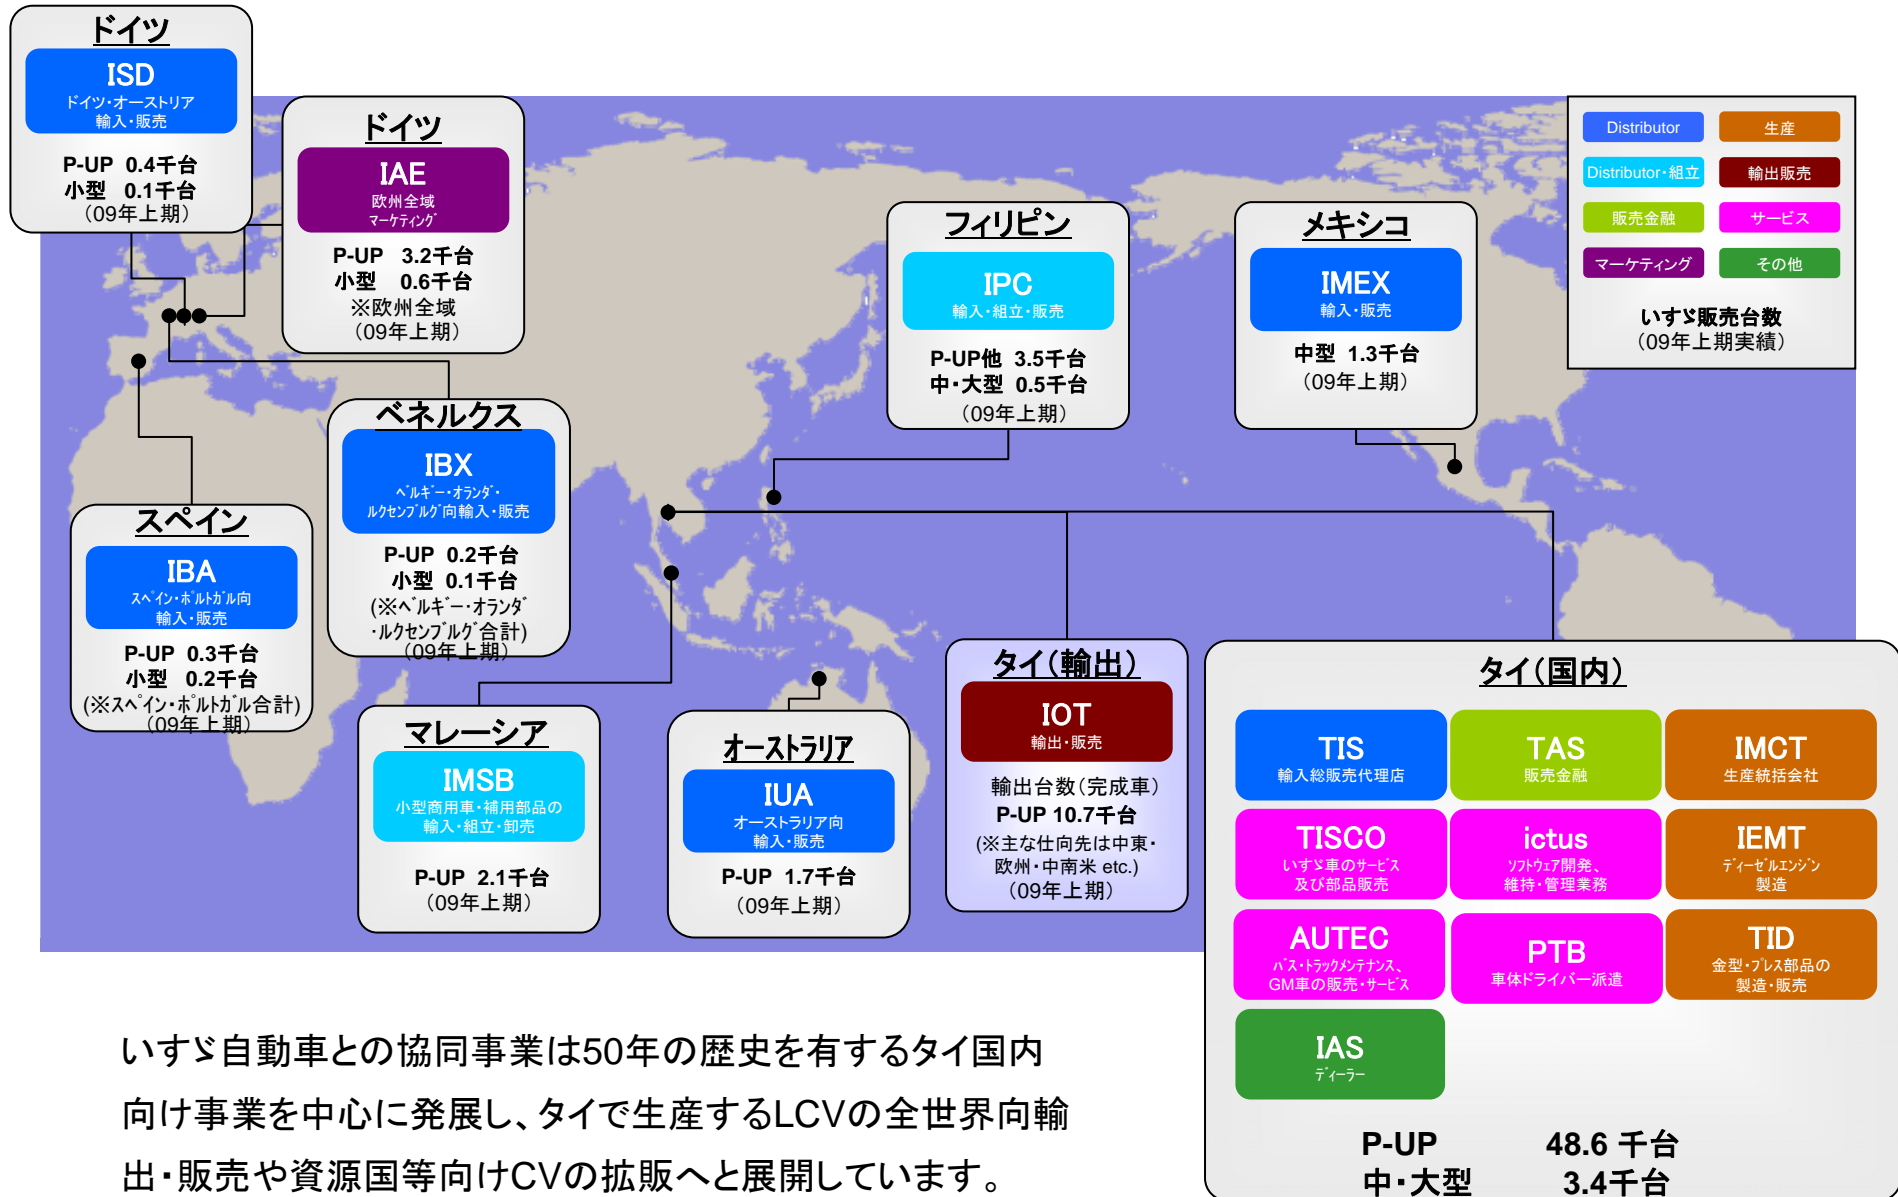 ドイツ
ISD
ドイツ・オーストリア
輸入・販売
P-UP 0.4千台
小型 0.1千台
（09年上期）
ドイツ
IAE
欧州全域
ﾏｰｹﾃｨﾝｸﾞ
P-UP 3.2千台
小型 0.6千台
※欧州全域
（09年上期）
フィリピン
IPC
輸入・組立・販売
P-UP他 3.5千台
中・大型 0.5千台
（09年上期）
メキシコ
IMEX
輸入・販売
中型 1.3千台
（09年上期）
Distributor
生産
Distributor・組立
輸出販売
販売金融
サービス
マーケティング
その他
いすゞ販売台数
（09年上期実績）
ベネルクス
IBX
ﾍﾞﾙｷﾞｰ・ｵﾗﾝﾀﾞ・
ﾙｸｾﾝﾌﾞﾙｸﾞ向輸入・販売
P-UP 0.2千台
小型 0.1千台
(※ﾍﾞﾙｷﾞｰ・ｵﾗﾝﾀﾞ
・ﾙｸｾﾝﾌﾞﾙｸﾞ合計)
（09年上期）
スペイン
IBA
ｽﾍﾟｲﾝ・ﾎﾟﾙﾄｶﾞﾙ向
輸入・販売
P-UP 0.3千台
小型 0.2千台
(※ｽﾍﾟｲﾝ・ﾎﾟﾙﾄｶﾞﾙ合計)
（09年上期）
マレーシア
IMSB
小型商用車・補用部品の
輸入・組立・卸売
P-UP 2.1千台
（09年上期）
オーストラリア
IUA
オーストラリア向
輸入・販売
P-UP 1.7千台
（09年上期）
タイ（輸出）
IOT
輸出・販売
輸出台数（完成車）
P-UP 10.7千台
(※主な仕向先は中東・
欧州・中南米 etc.)
（09年上期）
タイ（国内）
TIS
輸入総販売代理店
TAS
販売金融
IMCT
生産統括会社
TISCO
いすゞ車のｻｰﾋﾞｽ
及び部品販売
ictus
ｿﾌﾄｳｪｱ開発、
維持・管理業務
IEMT
ﾃﾞｨｰｾﾞﾙｴﾝｼﾞﾝ
製造
AUTEC
ﾊﾞｽ・ﾄﾗｯｸﾒﾝﾃﾅﾝｽ、
GM車の販売・ｻｰﾋﾞｽ
PTB
車体ドライバー派遣
TID
金型・ﾌﾟﾚｽ部品の
製造・販売
IAS
ﾃﾞｨｰﾗｰ
P-UP 48.6 千台
中・大型 3.4千台
いすゞ自動車との協同事業は50年の歴史を有するタイ国内
向け事業を中心に発展し、タイで生産するLCVの全世界向輸
出・販売や資源国等向けCVの拡販へと展開しています。